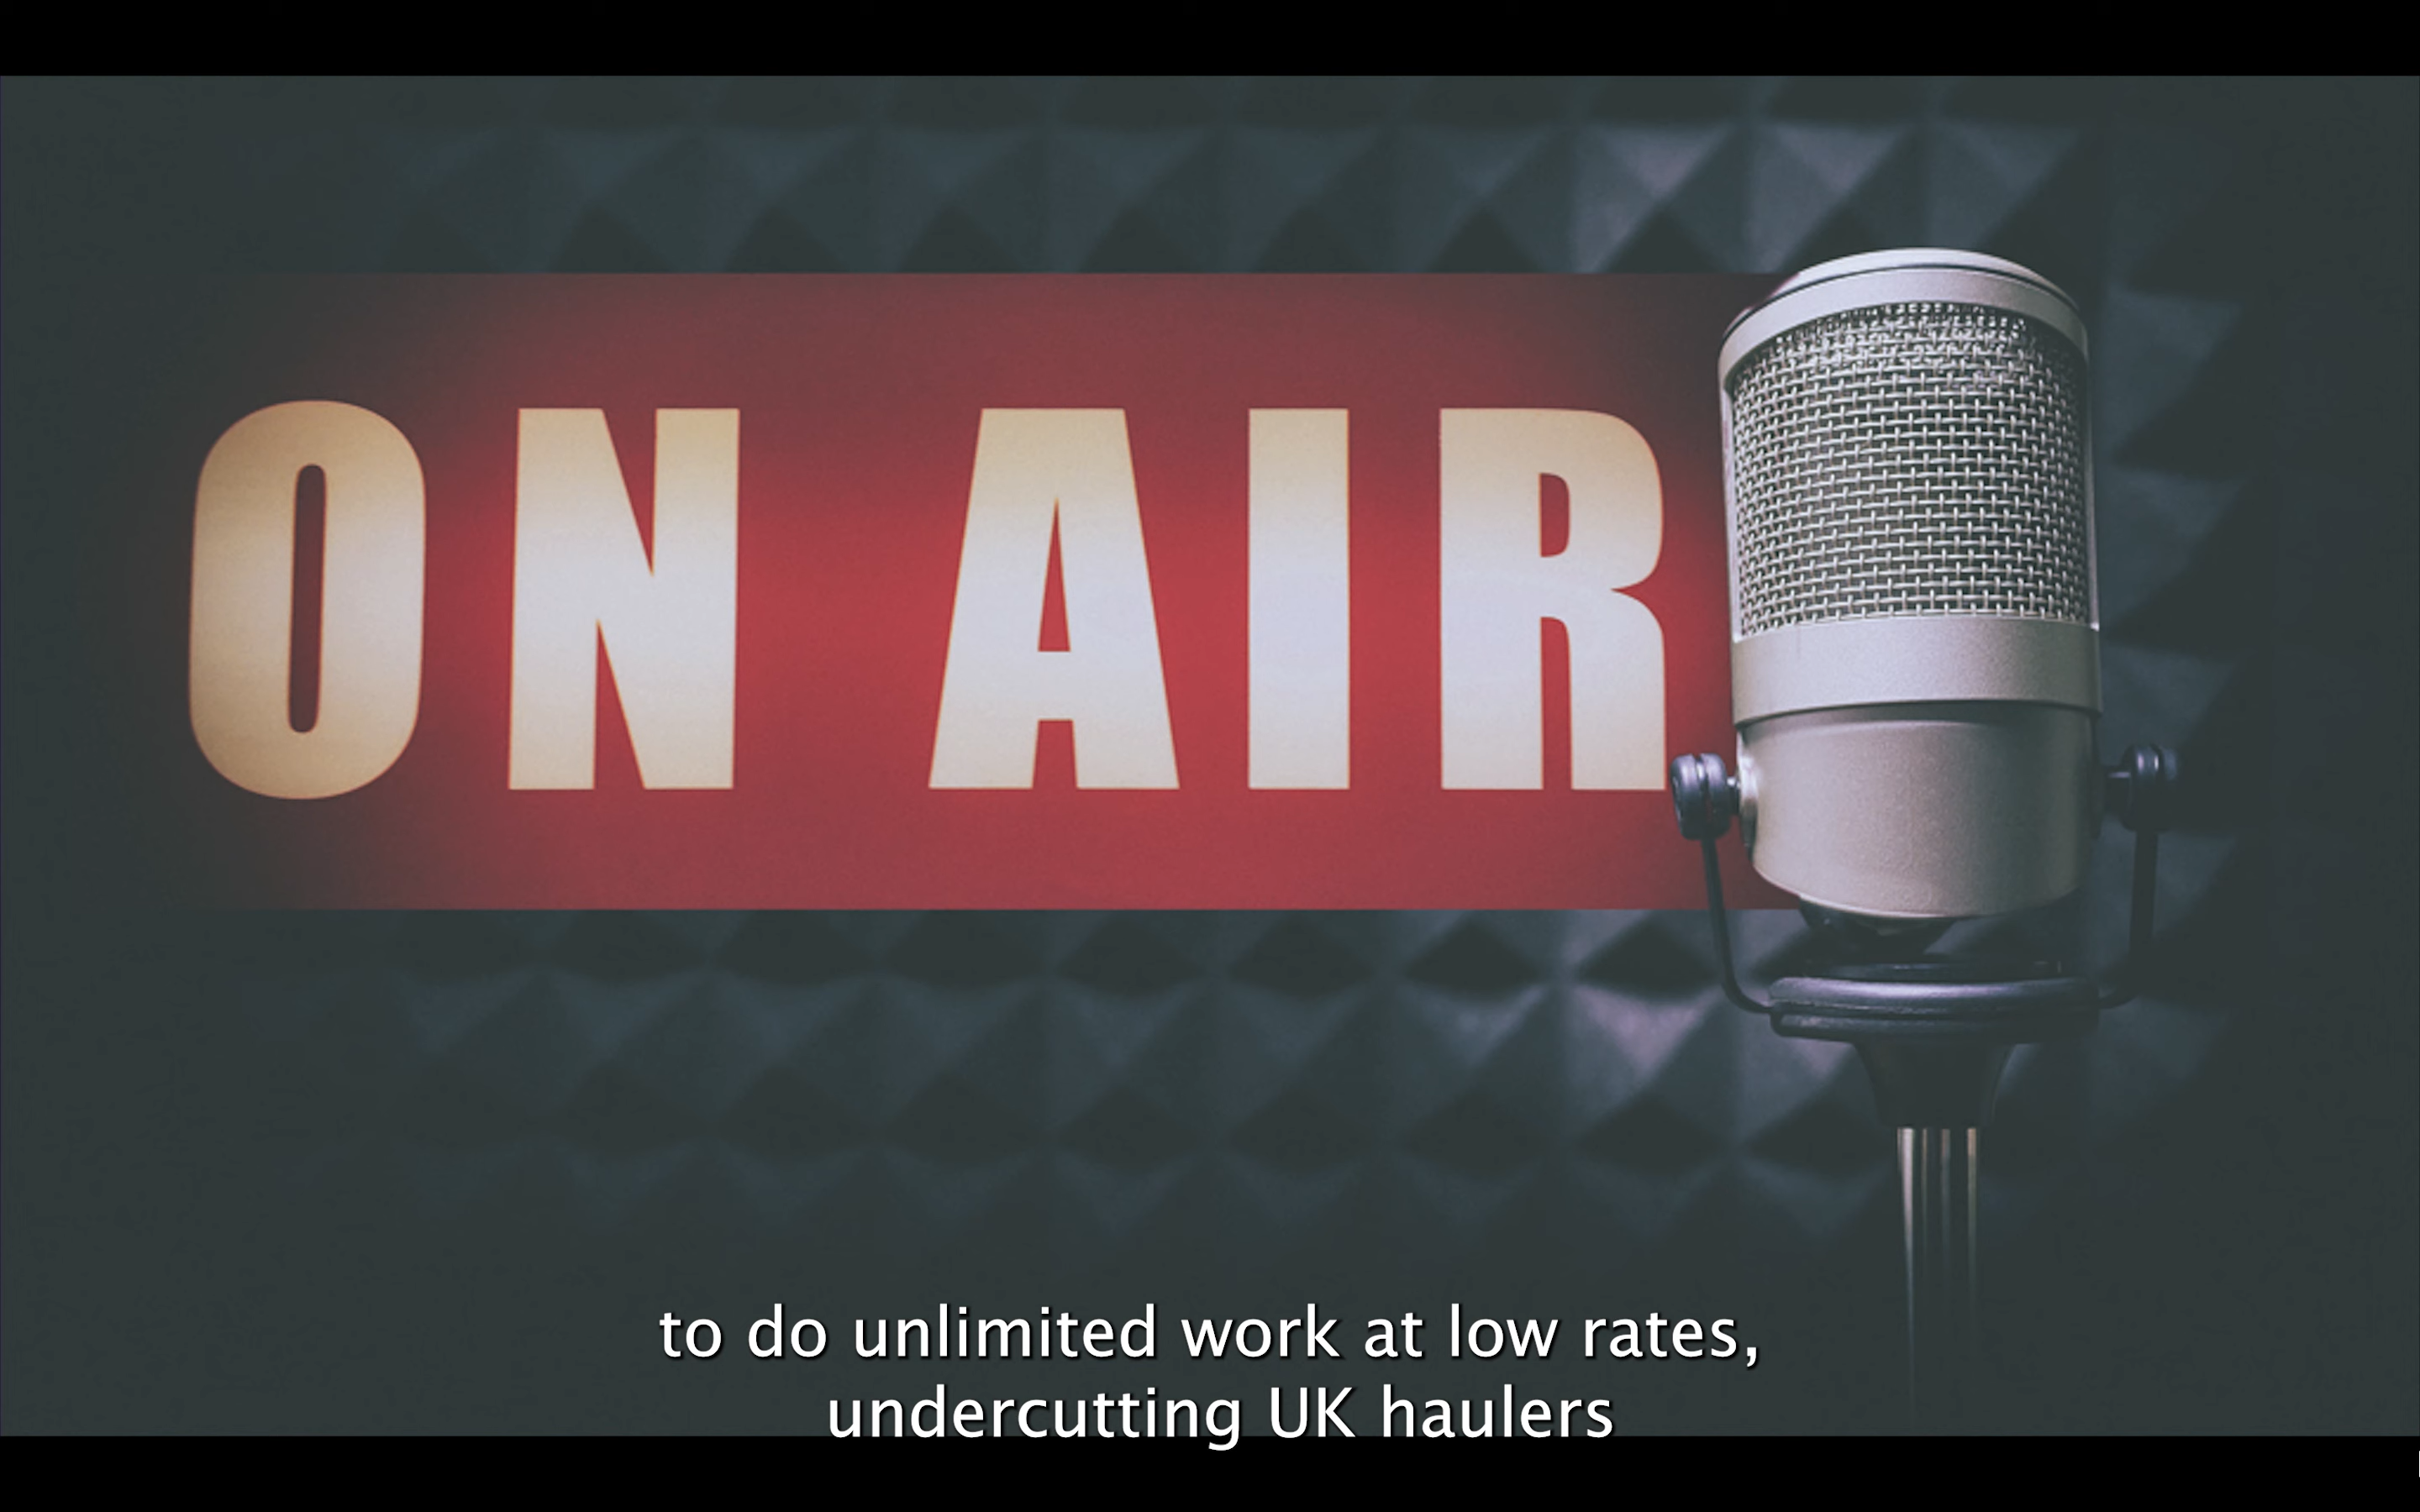 ON AIR
to do unlimited work at low rates,
undercutting UK haulers